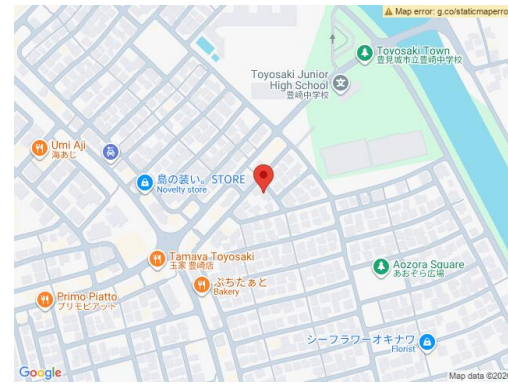 Map error: g.co/staticmaperro
Tovosaki Town
豊見城市立豊崎中学校
Toyosaki Junior
High School
豊崎中学校
Umi Aji
海あじ
島の装い。STORE
Novelty store
Tamava Toyosaki
玉家 豊崎店
ぷちたぁと
Bakery
Aozora Square
あおぞら広場
Primo Piatto
プリモピアット
シーフラワーオキナワ
Florist
Google
Map data ©2026